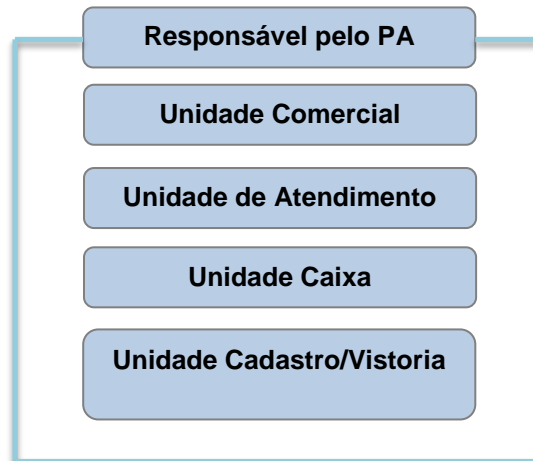 Responsável pelo PA
Unidade Comercial
Unidade de Atendimento
Unidade Caixa
Unidade Cadastro/Vistoria